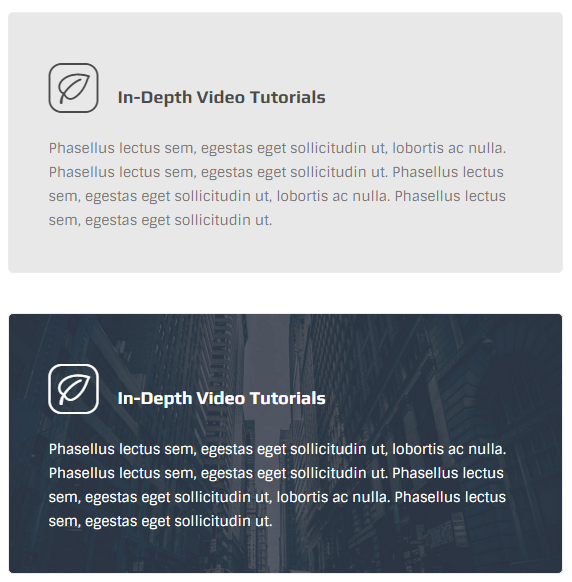 In-Depth Video Tutorials
Phasellus lectus sem, egestas eget sollicitudin ut, lobortis ac nulla.
Phasellus lectus sem, egestas eget sollicitudin ut. Phasellus lectus
sem, egestas eget sollicitudin ut, lobortis ac nulla. Phasellus lectus
sem, egestas eget sollicitudin ut.
In-Depth Video Tutorials
Phasellus lectus sem, egestas eget sollicitudin ut, lobortis ac nulla.
Phasellus lectus sem, egestas eget sollicitudin ut. Phasellus lectus
sem, egestas eget sollicitudin ut, lobortis ac nulla. Phasellus lectus
sem, egestas eget sollicitudin ut.